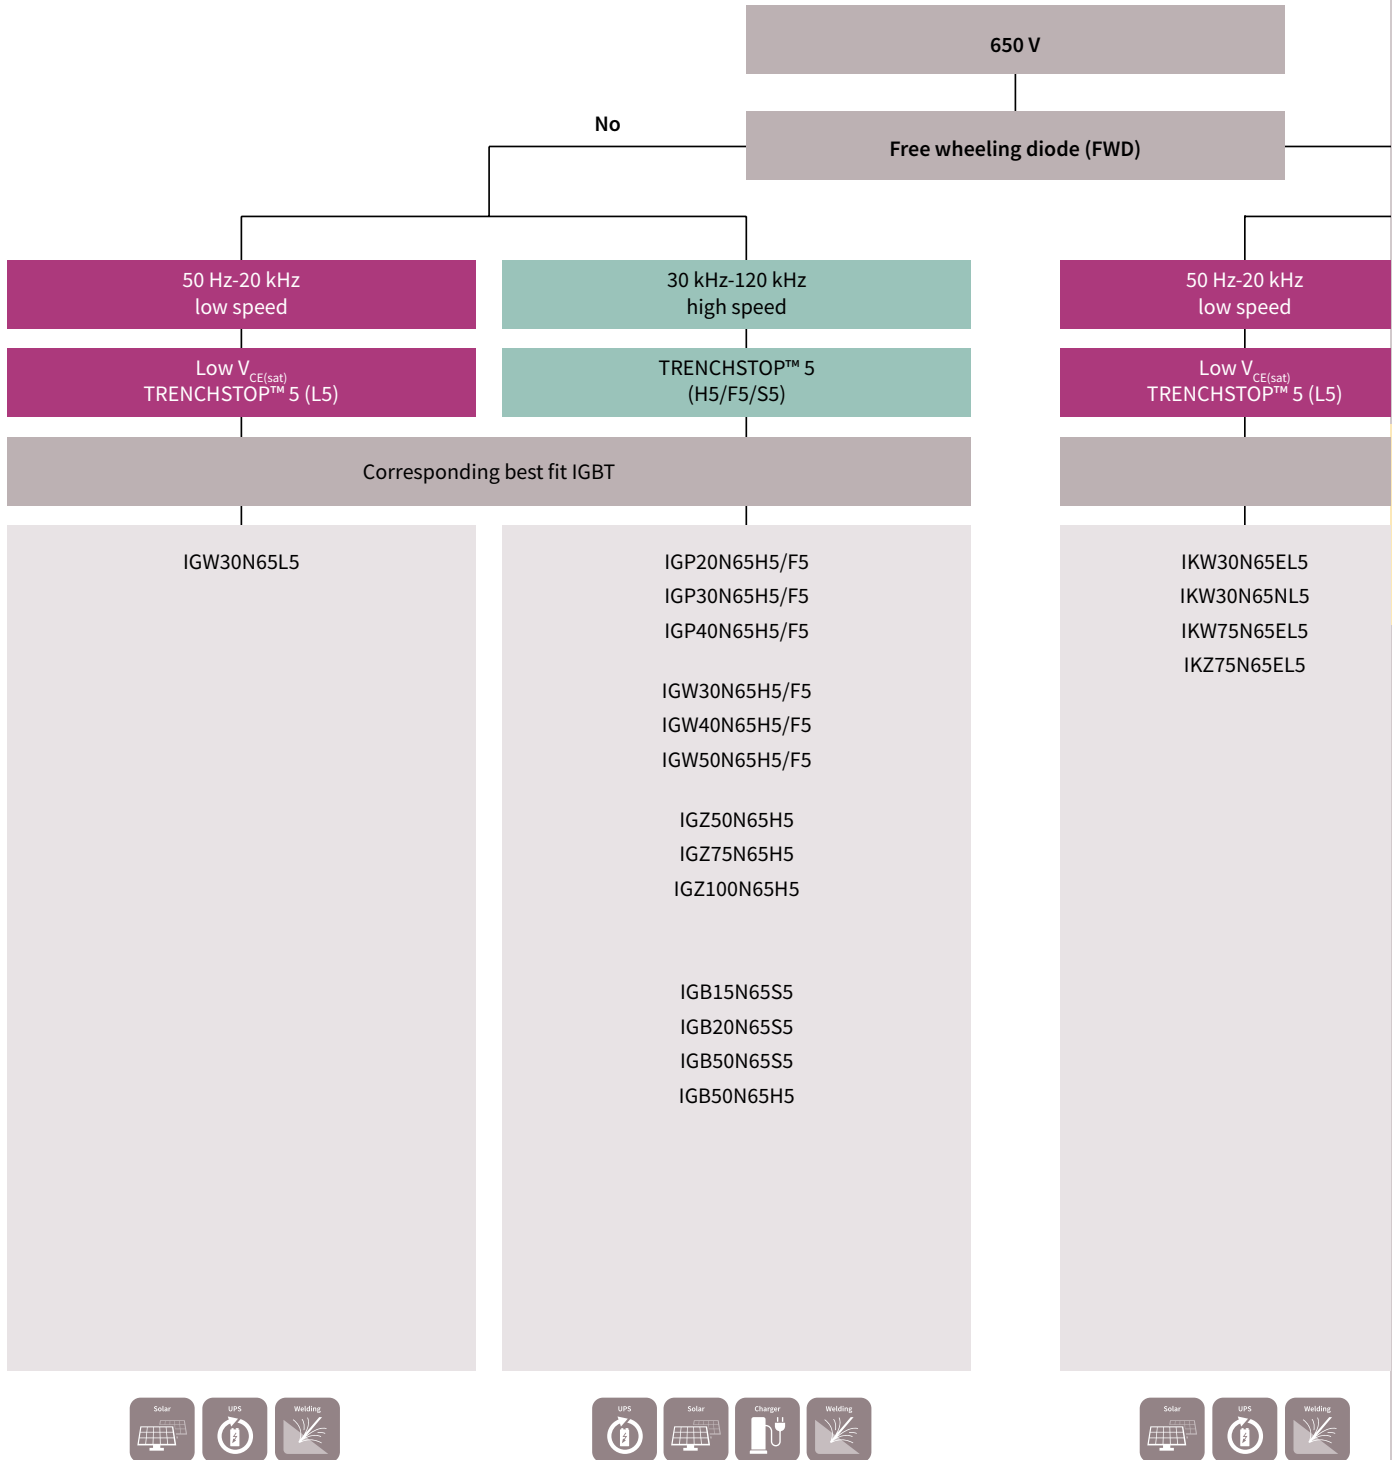 650 V
No
Free wheeling diode (FWD)
50 Hz-20 kHz
low speed
Low VCE(sat)
TRENCHSTOP™ 5 (L5)
30 kHz-120 kHz
high speed
TRENCHSTOP™ 5
(H5/F5/S5)
50 Hz-20 kHz
low speed
Low VCE(sat)
TRENCHSTOP™ 5 (L5)
Corresponding best fit IGBT
IGW30N65L5
IGP20N65H5/F5
IGP30N65H5/F5
IGP40N65H5/F5
IGW30N65H5/F5
IGW40N65H5/F5
IGW50N65H5/F5
IGZ50N65H5
IGZ75N65H5
IGZ100N65H5
IGB15N65S5
IGB20N65S5
IGB50N65S5
IGB50N65H5
IKW30N65EL5
IKW30N65NL5
IKW75N65EL5
IKZ75N65EL5
Solar
UPS
Welding
UPS
Solar
Charger
Welding
Solar
UPS
Welding